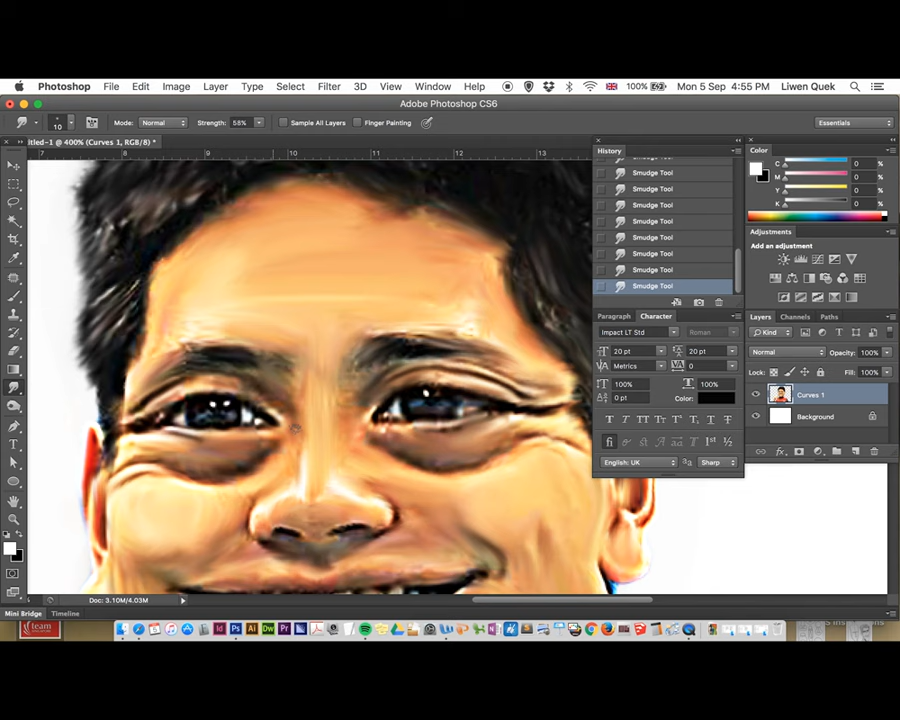 Photoshop File Edit Image Layer Type Select Filter 3D View Window Help 100% Mon 5 Sep 4:55 PM Liwen Quek
Adobe Photoshop CS6
10 Mode: Normal Strength: 58% Sample All Layers Finger Painting Essentials
ntitled-1 @ 400% (Curves 1, RGB/8) *
7 8 9 10 11 12 13
History
Smudge Tool
Smudge Tool
Smudge Tool
Smudge Tool
Smudge Tool
Smudge Tool
Smudge Tool
Smudge Tool
Paragraph Character
Impact LT Std Roman
20 pt 20 pt
Metrics 0
100% 100%
0 pt Color:
English: UK Sharp
Color
C 0 %
M 0 %
Y 0 %
K 0 %
Adjustments
Add an adjustment
Layers Channels Paths
Kind
Normal Opacity: 100%
Lock: Fill: 100%
Curves 1
Background
Doc: 3.10M/4.03M
Mini Bridge Timeline
team